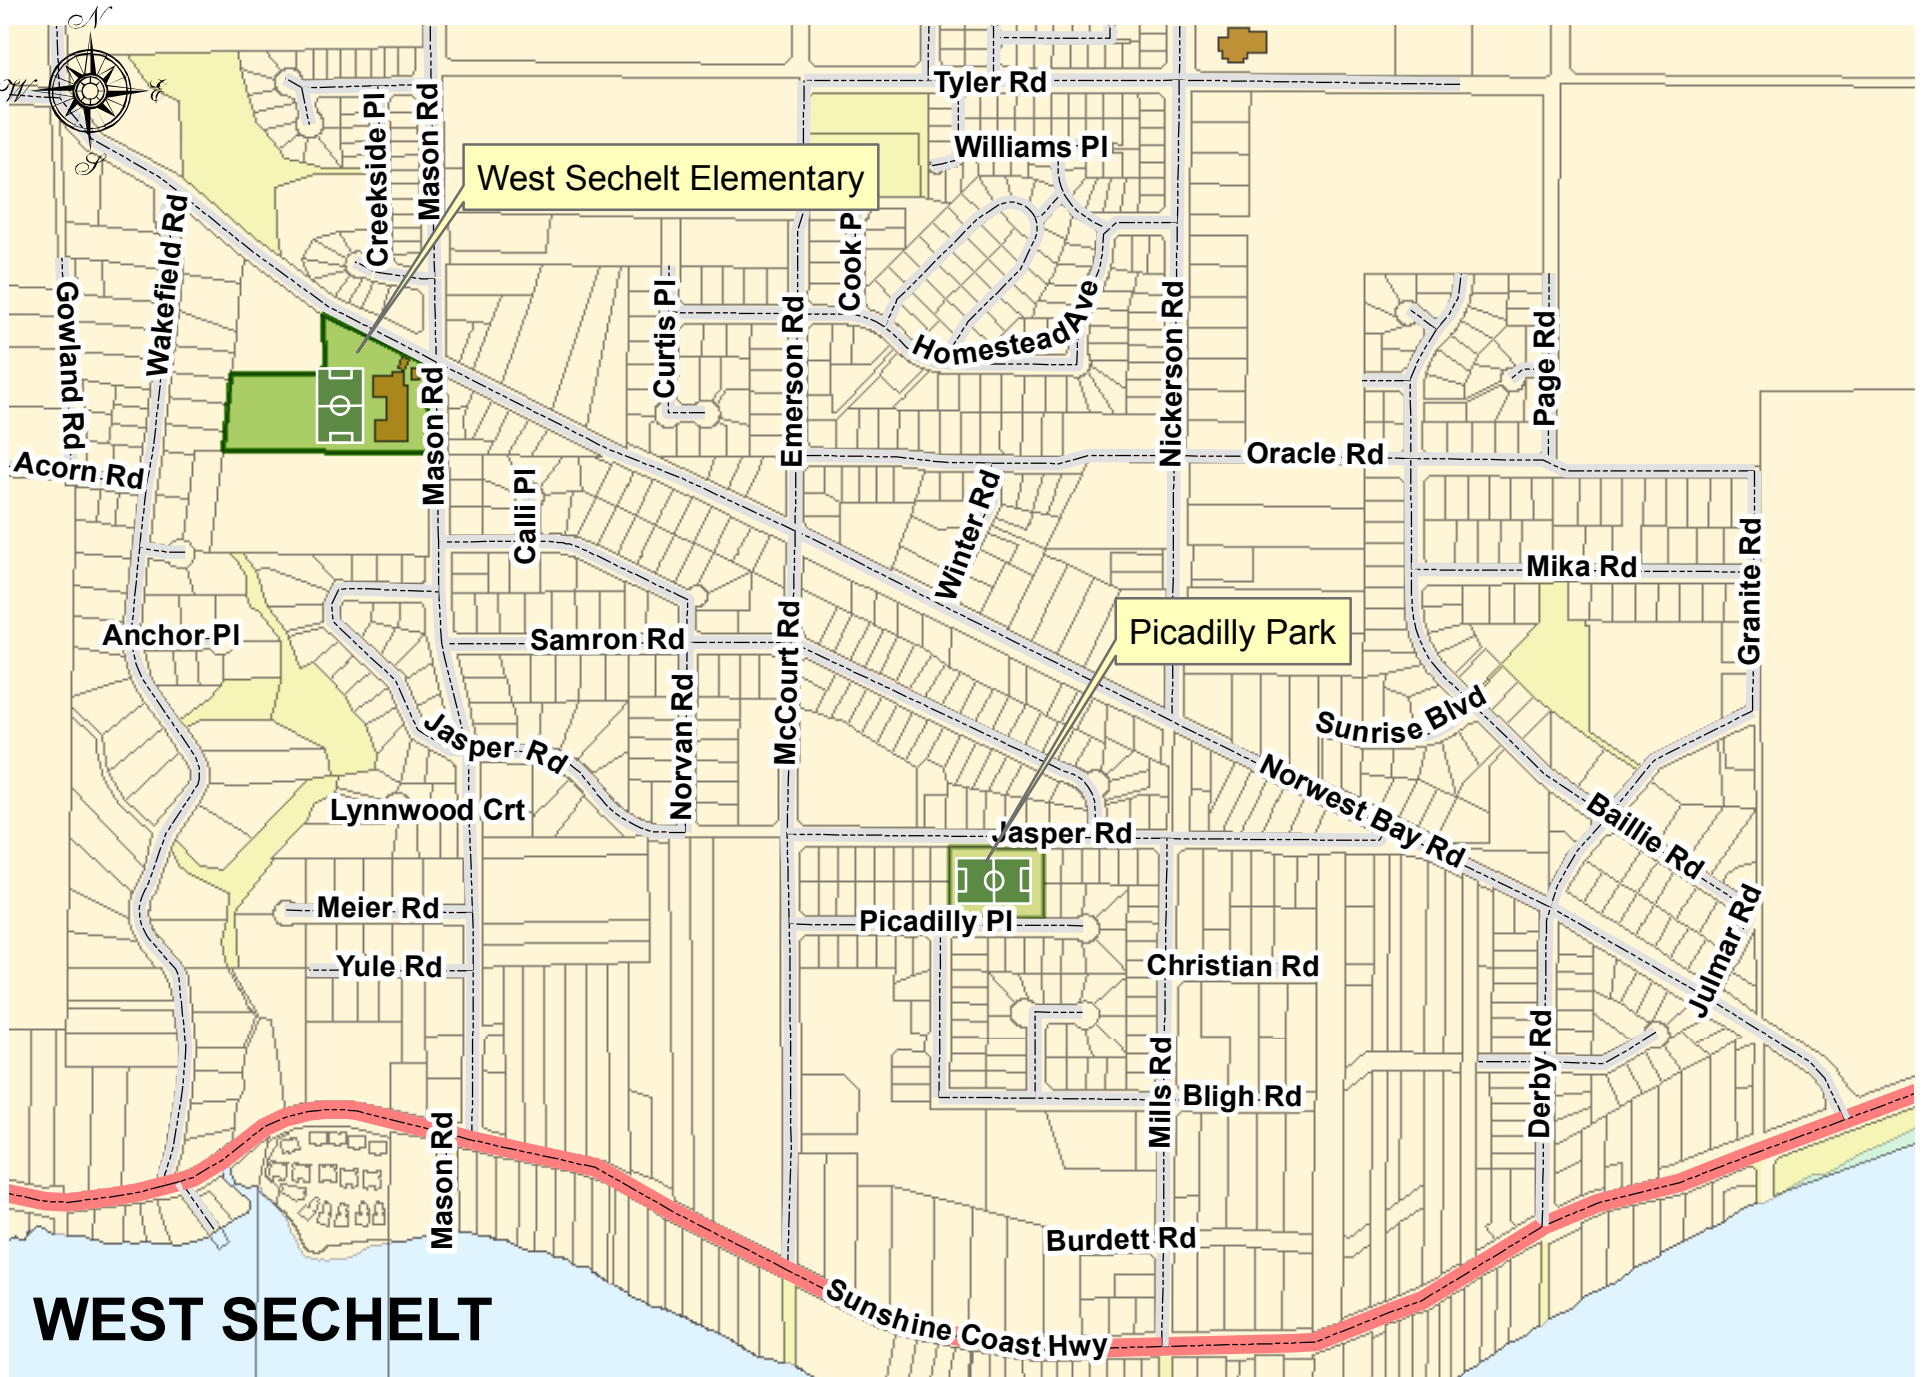 N
W
E
S
Tyler Rd
Williams Pl
Creekside Pl
Mason Rd
West Sechelt Elementary
Wakefield Rd
Gowland Rd
Cook P
Curtis Pl
Emerson Rd
Homestead Ave
Nickerson Rd
Page Rd
Mason Rd
Acorn Rd
Oracle Rd
Calli Pl
Winter Rd
Mika Rd
Granite Rd
Anchor Pl
Samron Rd
McCourt Rd
Picadilly Park
Norvan Rd
Sunrise Blvd
Jasper Rd
Lynnwood Crt
Norwest Bay Rd
Baillie Rd
Jasper Rd
Meier Rd
Picadilly Pl
Julmar Rd
Yule Rd
Christian Rd
Derby Rd
Mills Rd
Bligh Rd
Mason Rd
Burdett Rd
Sunshine Coast Hwy
WEST SECHELT